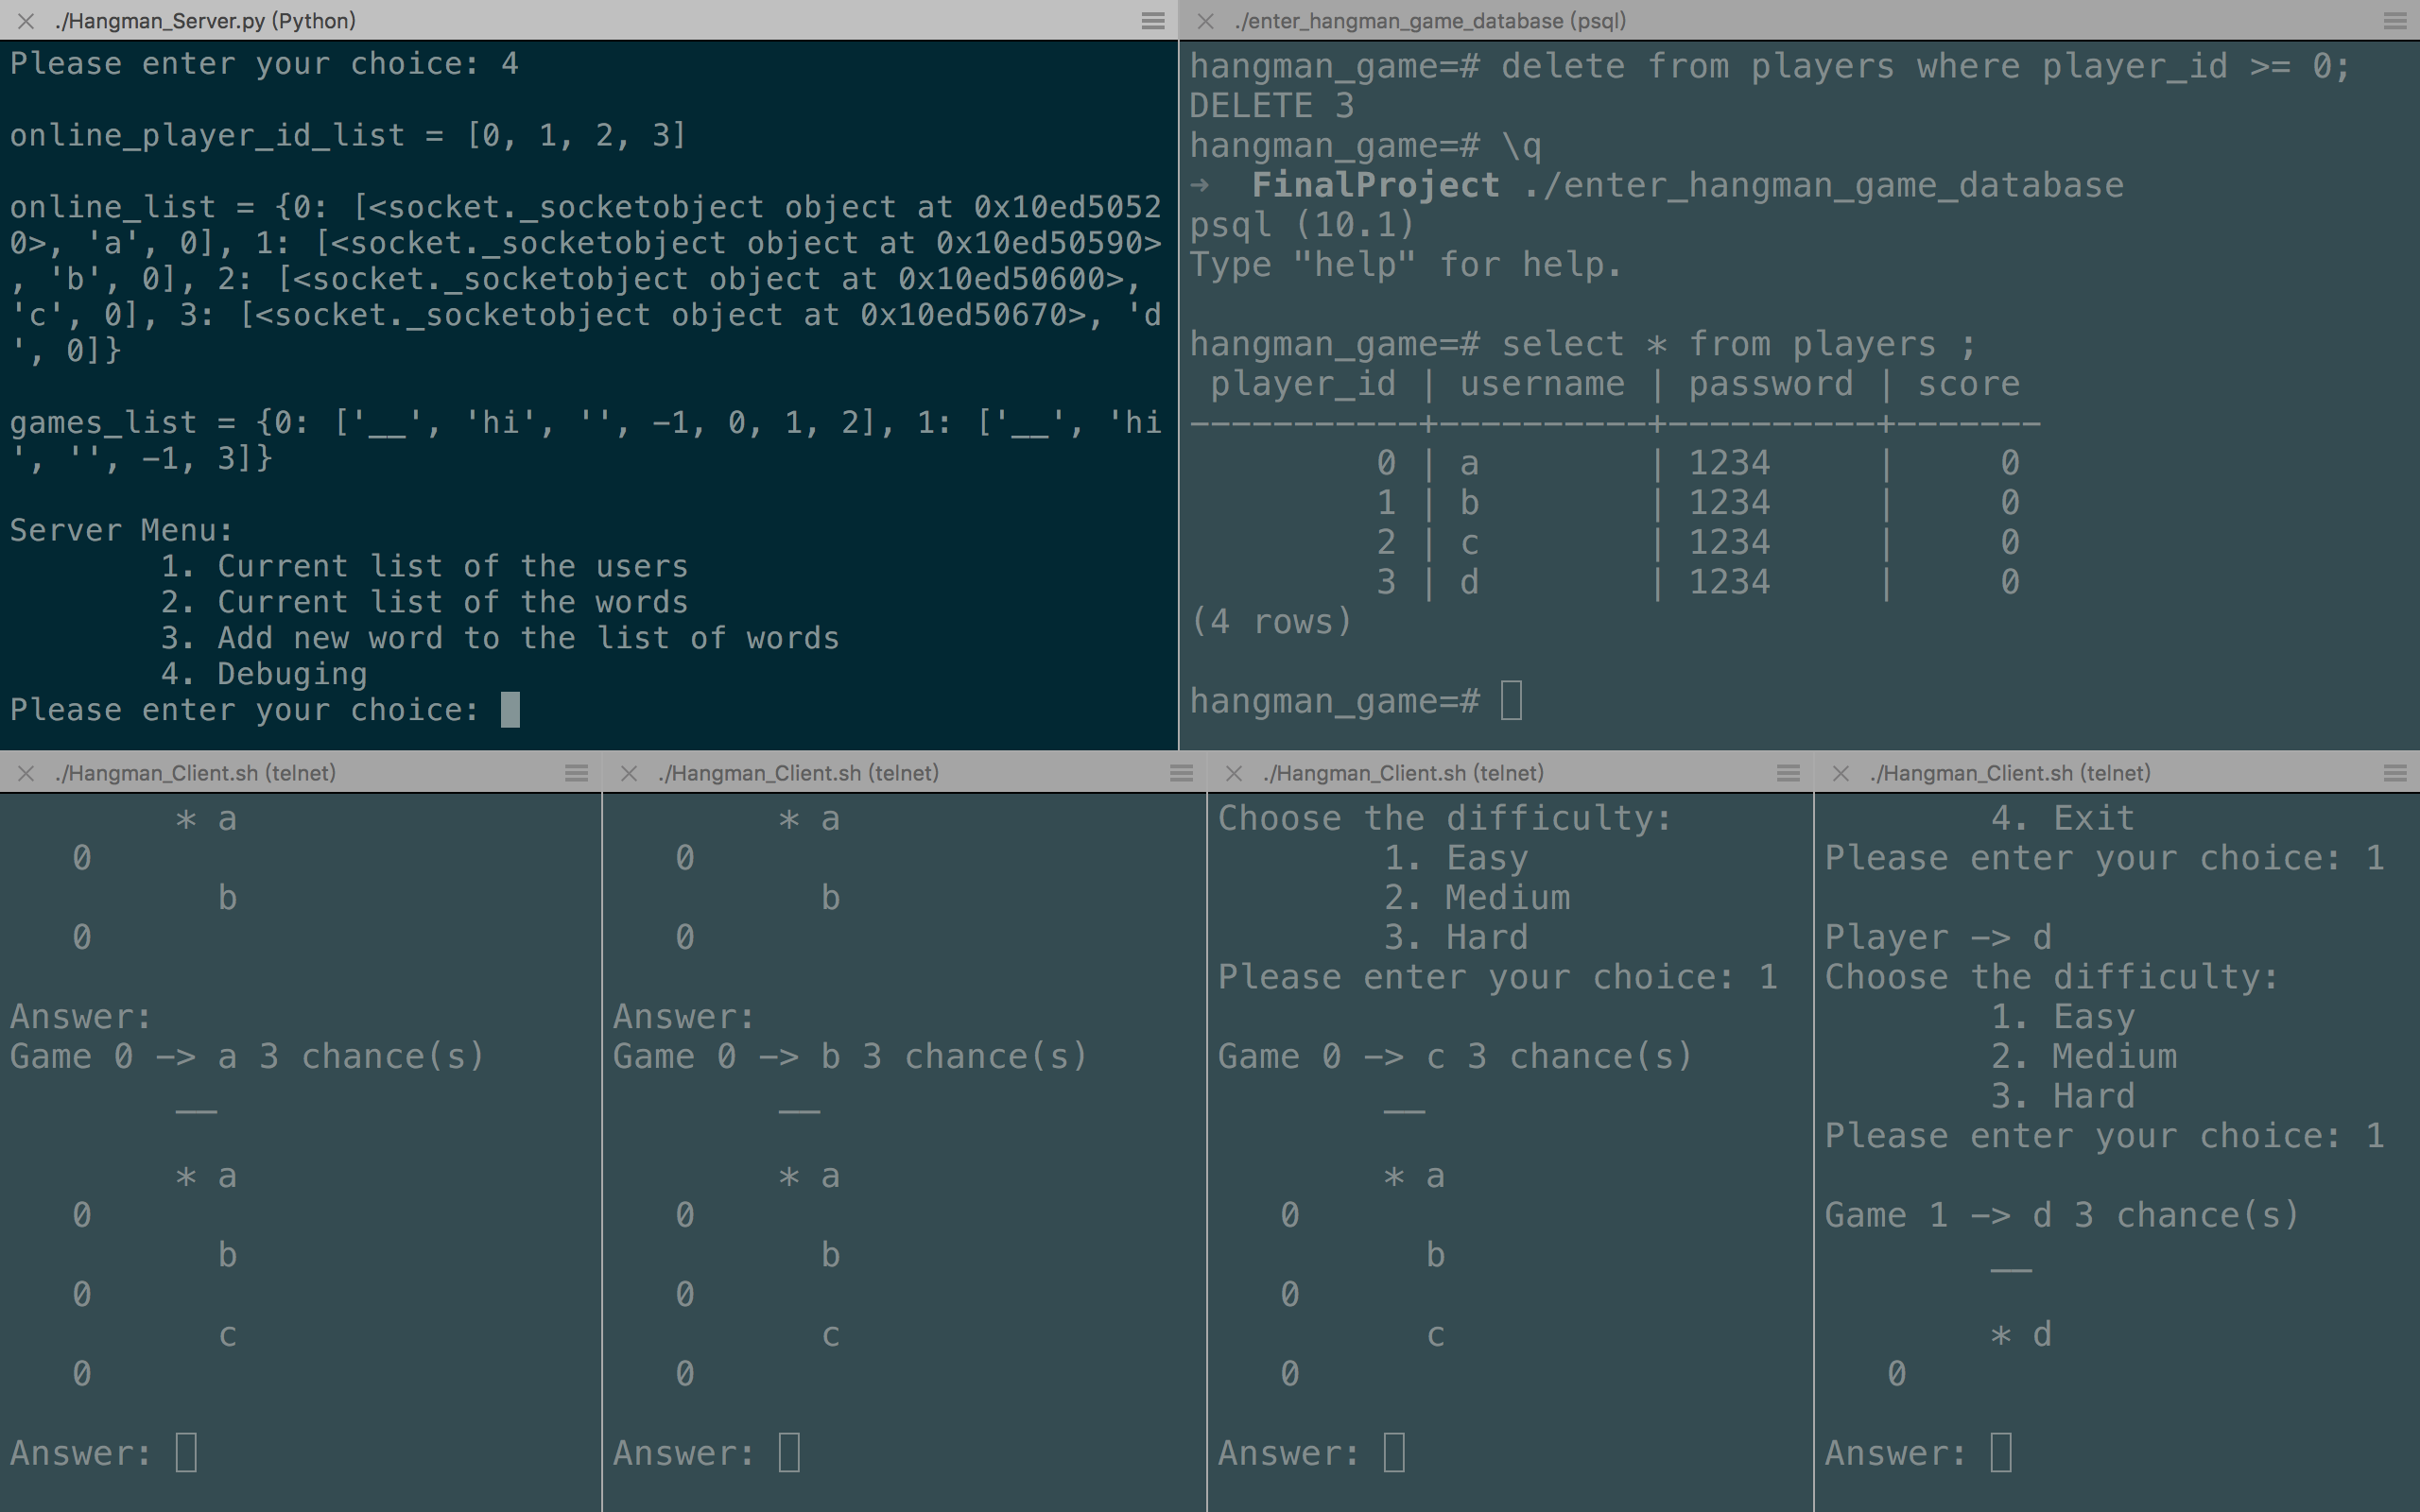 ./Hangman_Server.py (Python)
Please enter your choice: 4
online_player_id_list = [0, 1, 2, 3]
online_list = {0: [<socket._socketobject object at 0x10ed5052
0>, 'a', 0], 1: [<socket._socketobject object at 0x10ed50590>
, 'b', 0], 2: [<socket._socketobject object at 0x10ed50600>,
'c', 0], 3: [<socket._socketobject object at 0x10ed50670>, 'd
', 0]}
games_list = {0: ['__', 'hi', '', -1, 0, 1, 2], 1: ['__', 'hi
', '', -1, 3]}
Server Menu:
1. Current list of the users
2. Current list of the words
3. Add new word to the list of words
4. Debuging
Please enter your choice:
./enter_hangman_game_database (psql)
hangman_game=# delete from players where player_id >= 0;
DELETE 3
hangman_game=# \q
→ FinalProject ./enter_hangman_game_database
psql (10.1)
Type "help" for help.
hangman_game=# select * from players ;
player_id | username | password | score
-----------+----------+----------+-------
0 | a | 1234 | 0
1 | b | 1234 | 0
2 | c | 1234 | 0
3 | d | 1234 | 0
(4 rows)
hangman_game=#
./Hangman_Client.sh (telnet)
* a
0
b
0
Answer:
Game 0 -> a 3 chance(s)
__
* a
0
b
0
c
0
Answer:
./Hangman_Client.sh (telnet)
* a
0
b
0
Answer:
Game 0 -> b 3 chance(s)
__
* a
0
b
0
c
0
Answer:
./Hangman_Client.sh (telnet)
Choose the difficulty:
1. Easy
2. Medium
3. Hard
Please enter your choice: 1
Game 0 -> c 3 chance(s)
__
* a
0
b
0
c
0
Answer:
./Hangman_Client.sh (telnet)
4. Exit
Please enter your choice: 1
Player -> d
Choose the difficulty:
1. Easy
2. Medium
3. Hard
Please enter your choice: 1
Game 1 -> d 3 chance(s)
__
* d
0
Answer: